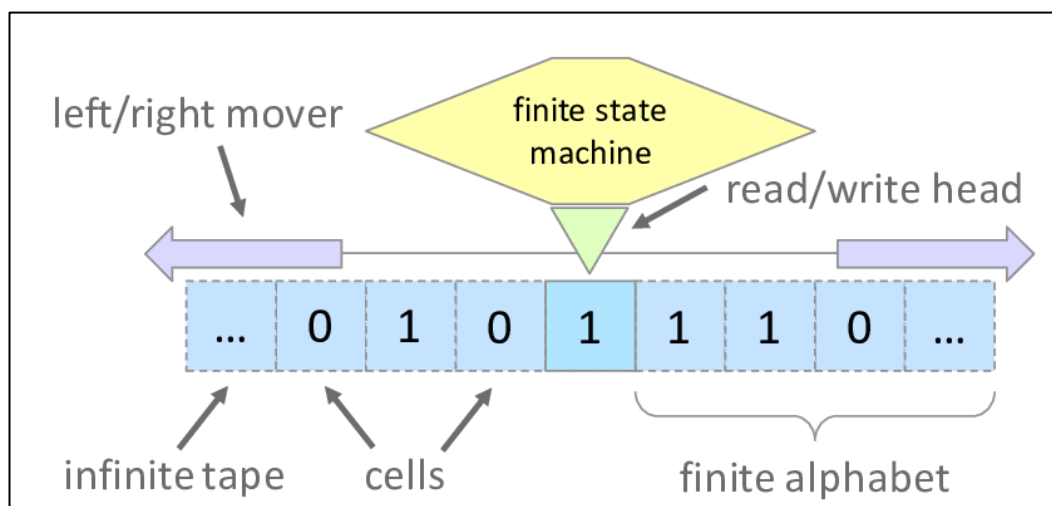 finite state
machine
left/right mover
read/write head
... 0 1 0 1 1 1 0 ...
infinite tape
cells
finite alphabet